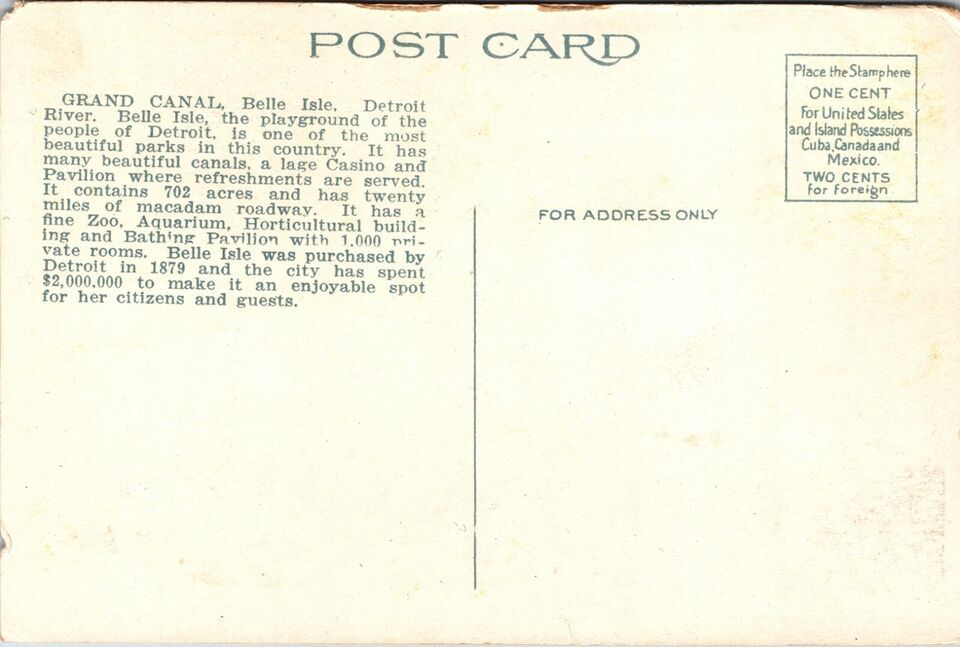 POST CARD
GRAND CANAL, Belle Isle. Detroit
River. Belle Isle, the playground of the
people of Detroit, is one of the most
beautiful parks in this country. It has
many beautiful canals, a lage Casino and
Pavilion where refreshments are served.
It contains 702 acres and has twenty
miles of macadam roadway. It has a
fine Zoo, Aquarium, Horticultural build-
ing and Bathing Pavilion with 1,000 pri-
vate rooms. Belle Isle was purchased by
Detroit in 1879 and the city has spent
$2,000,000 to make it an enjoyable spot
for her citizens and guests.
Place the Stamp here
ONE CENT
For United States
and Island Possessions
Cuba, Canada and
Mexico.
TWO CENTS
for foreign.
FOR ADDRESS ONLY